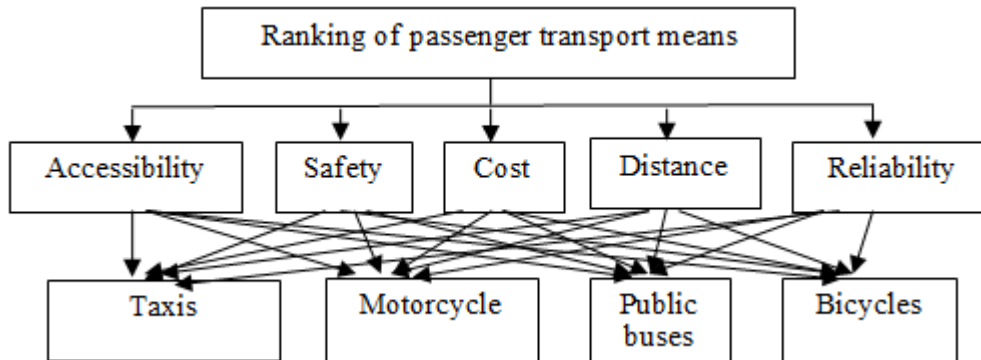 Ranking of passenger transport means
Accessibility
Safety
Cost
Distance
Reliability
Taxis
Motorcycle
Public
buses
Bicycles